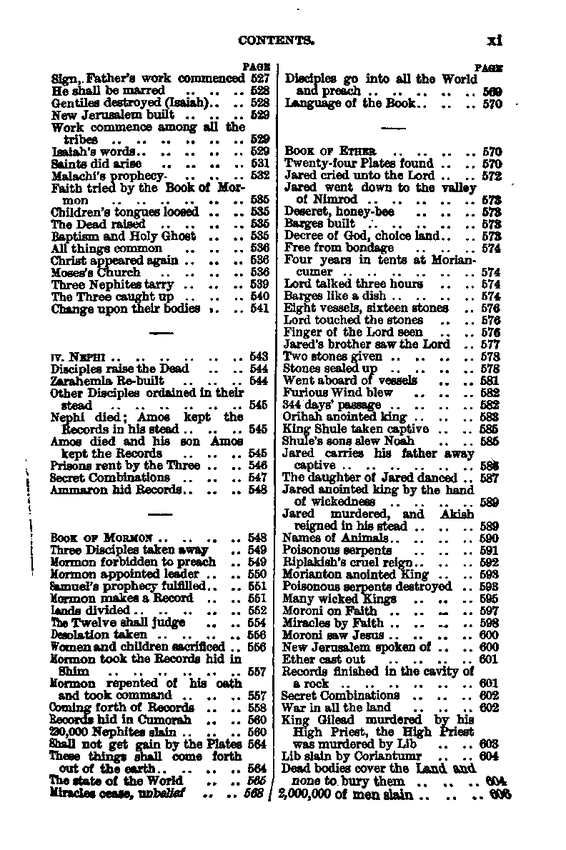 CONTENTS. xi
PAGE
Sign, Father's work commenced 527
He shall be married .. .. .. 528
Gentiles destroyed (Isaiah).. .. 528
New Jerusalem built .. .. .. 529
Work commence among all the
tribes .. .. .. .. .. .. 529
Isaiah's words.. .. .. .. .. 529
Saints did arise .. .. .. 531
Malachi's prophecy. .. .. .. 532
Faith tried by the Book of Mor-
mon .. .. .. .. .. .. 535
Children's tongues loosed .. .. 535
The Dead raised .. .. .. .. 535
Baptism and Holy Ghost .. .. 535
All things common .. .. .. 536
Christ appeared again .. .. .. 536
Moses's Church .. .. .. 536
Three Nephites tarry .. .. .. 539
The Three caught up .. .. .. 540
Change upon their bodies .. .. 541
IV. NEPHI .. .. .. .. .. .. 543
Disciples raise the Dead .. .. 544
Zarahemla Re-built .. .. .. 544
Other Disciples ordained in their
stead .. .. .. .. .. .. 545
Nephi died; Amos kept the
Records in his stead .. .. .. 545
Amos died and his son Amos
kept the Records .. .. .. 545
Prisons rent by the Three .. .. 546
Secret Combinations .. .. .. 547
Ammaron hid Records.. .. .. 548
BOOK OF MORMON .. .. .. .. 548
Three Disciples taken away .. 549
Mormon forbidden to preach .. 549
Mormon appointed leader .. .. 550
Samuel's prophecy fulfilled.. .. 551
Mormon makes a Record .. .. 551
Lands divided .. .. .. .. .. 552
The Twelve shall judge .. .. 554
Desolation taken .. .. .. .. 556
Women and children sacrificed .. 556
Mormon took the Records hid in
Shim .. .. .. .. .. .. 557
Mormon repented of his oath
and took command .. .. .. 557
Coming forth of Records .. .. 558
Records hid in Cumorah .. .. 560
230,000 Nephites slain .. .. .. 560
Shall not get gain by the Plates 564
These things shall come forth
out of the earth.. .. .. .. 564
The state of the World .. .. 565
Miracles cease, unbelief .. .. 568
PAGE
Disciples go into all the World
and preach .. .. .. .. .. 569
Language of the Book.. .. .. 570
BOOK OF ETHER .. .. .. .. 570
Twenty-four Plates found .. .. 570
Jared cried unto the Lord .. .. 572
Jared went down to the valley
of Nimrod .. .. .. .. .. 573
Deseret, honey-bee .. .. .. 573
Barges built .. .. .. .. .. 573
Decree of God, choice land.. .. 573
Free from bondage .. .. .. 574
Four years in tents at Morian-
cumer .. .. .. .. .. .. 574
Lord talked three hours .. .. 574
Barges like a dish .. .. .. .. 574
Eight vessels, sixteen stones .. 576
Lord touched the stones .. .. 576
Finger of the Lord seen .. .. 576
Jared's brother saw the Lord .. 577
Two stones given .. .. .. .. 578
Stones sealed up .. .. .. .. 578
Went aboard of vessels .. .. 581
Furious Wind blew .. .. .. 582
344 days' passage .. .. .. .. 582
Orihah anointed king .. .. .. 583
King Shule taken captive .. .. 585
Shule's sons slew Noah .. .. 585
Jared carries his father away
captive .. .. .. .. .. .. 586
The daughter of Jared danced .. 587
Jared anointed king by the hand
of wickedness .. .. .. .. 589
Jared murdered, and Akish
reigned in his stead .. .. .. 589
Names of Animals.. .. .. .. 590
Poisonous serpents .. .. .. 591
Riplakish's cruel reign.. .. .. 592
Morianton anointed King .. .. 593
Poisonous serpents destroyed .. 593
Many wicked Kings .. .. .. 595
Moroni on Faith .. .. .. .. 597
Miracles by Faith .. .. .. .. 598
Moroni saw Jesus .. .. .. .. 600
New Jerusalem spoken of .. .. 600
Ether cast out .. .. .. .. 601
Records finished in the cavity of
a rock .. .. .. .. .. .. 601
Secret Combinations .. .. .. 602
War in all the land .. .. .. 602
King Gilead murdered by his
High Priest, the High Priest
was murdered by Lib .. .. 603
Lib slain by Coriantumr .. .. 604
Dead bodies cover the Land and
none to bury them .. .. .. 604
2,000,000 of men slain .. .. .. 605